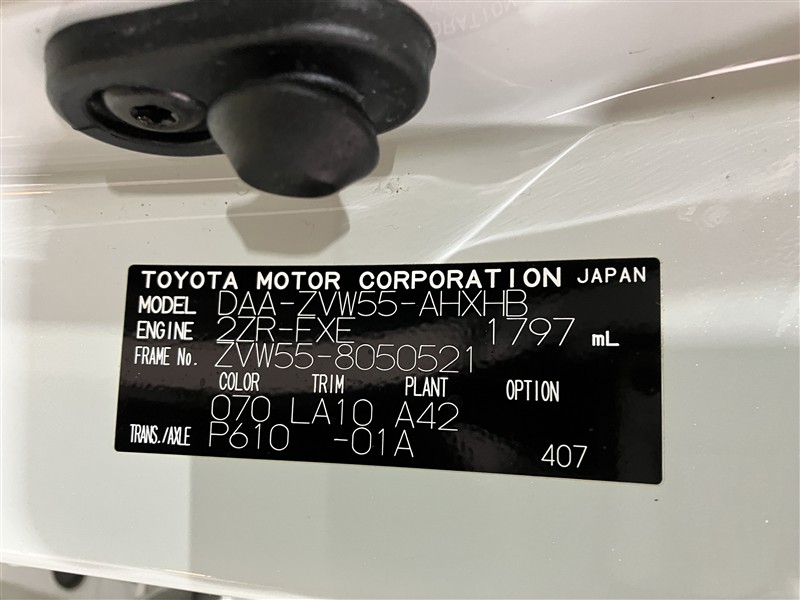 TOYOTA MOTOR CORPORATION JAPAN
MODEL DAA-ZVW55-AHXHB
ENGINE 2ZR-FXE 1797 mL
FRAME No. ZVW55-8050521
COLOR TRIM PLANT OPTION
070 LA10 A42
TRANS./AXLE P610 -01A
407